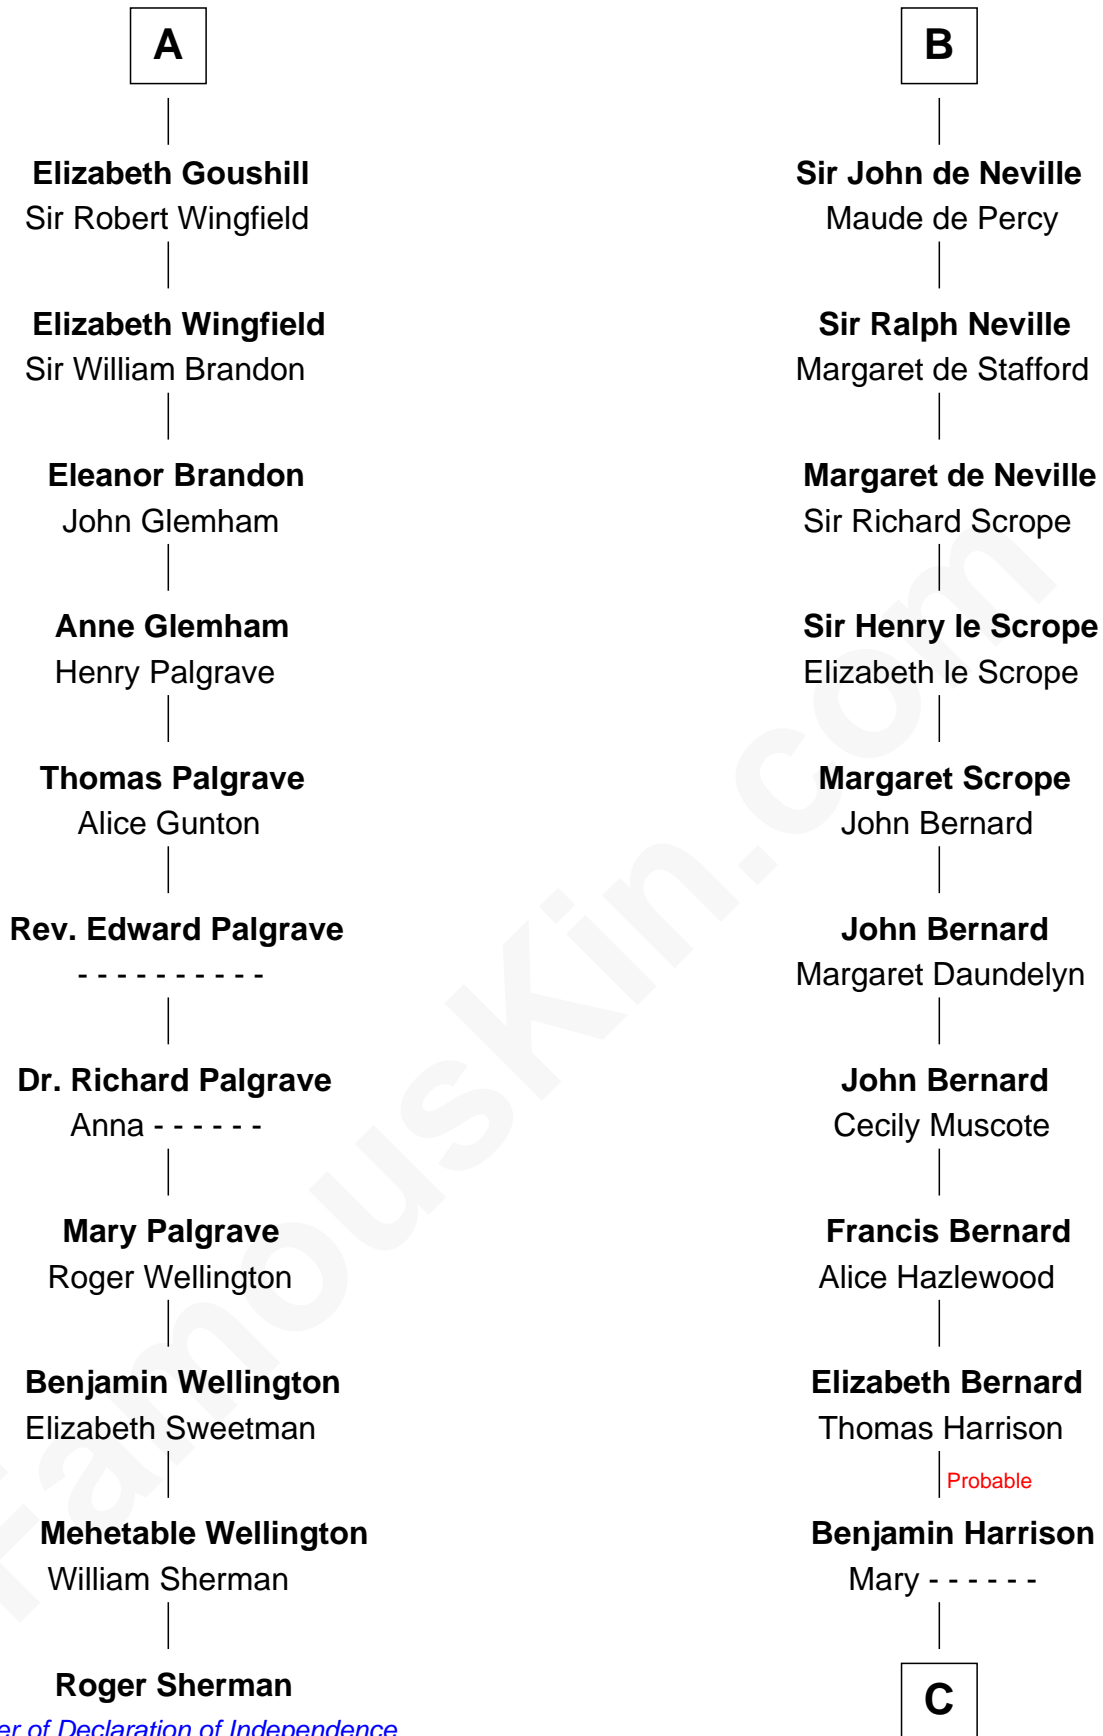 A
Elizabeth Goushill
Sir Robert Wingfield
Elizabeth Wingfield
Sir William Brandon
Eleanor Brandon
John Glemham
Anne Glemham
Henry Palgrave
Thomas Palgrave
Alice Gunton
Rev. Edward Palgrave
- - - - - - - - - -
Dr. Richard Palgrave
Anna - - - - - -
Mary Palgrave
Roger Wellington
Benjamin Wellington
Elizabeth Sweetman
Mehetable Wellington
William Sherman
Roger Sherman
er of Declaration of Independence
B
Sir John de Neville
Maude de Percy
Sir Ralph Neville
Margaret de Stafford
Margaret de Neville
Sir Richard Scrope
Sir Henry le Scrope
Elizabeth le Scrope
Margaret Scrope
John Bernard
John Bernard
Margaret Daundelyn
John Bernard
Cecily Muscote
Francis Bernard
Alice Hazlewood
Elizabeth Bernard
Thomas Harrison
Probable
Benjamin Harrison
Mary - - - - - -
C
FamousKin.com